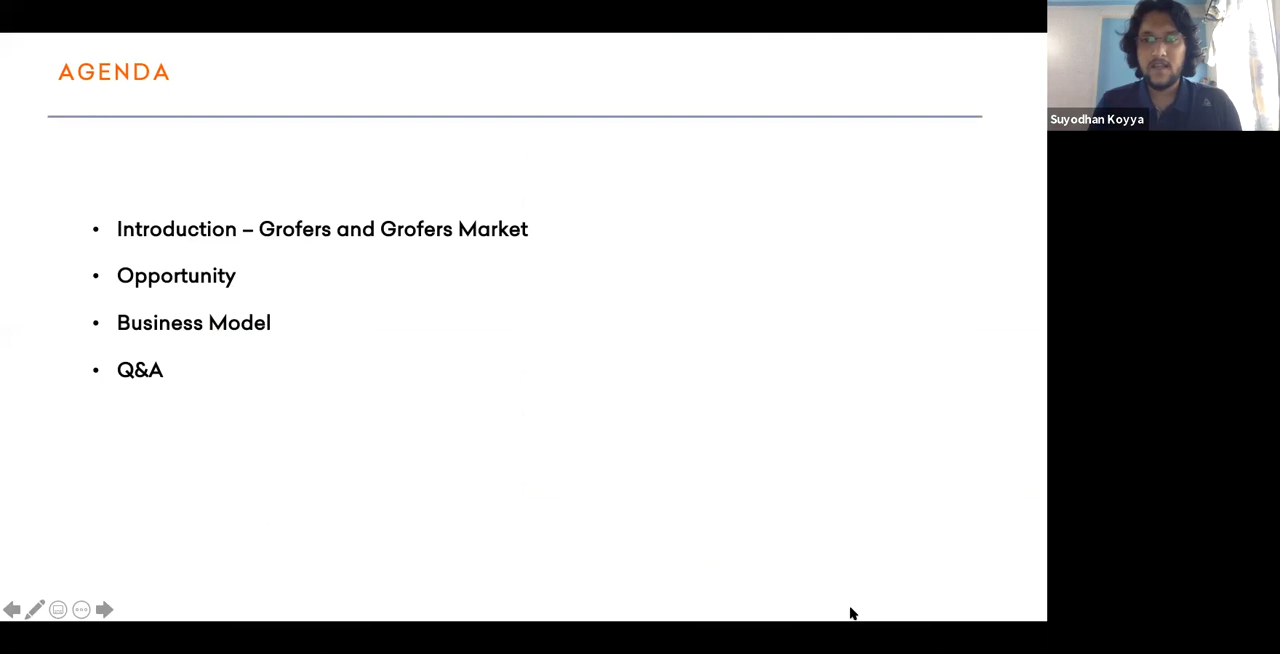 AGENDA
Suyodhan Koyya
• Introduction – Grofers and Grofers Market
• Opportunity
• Business Model
• Q&A